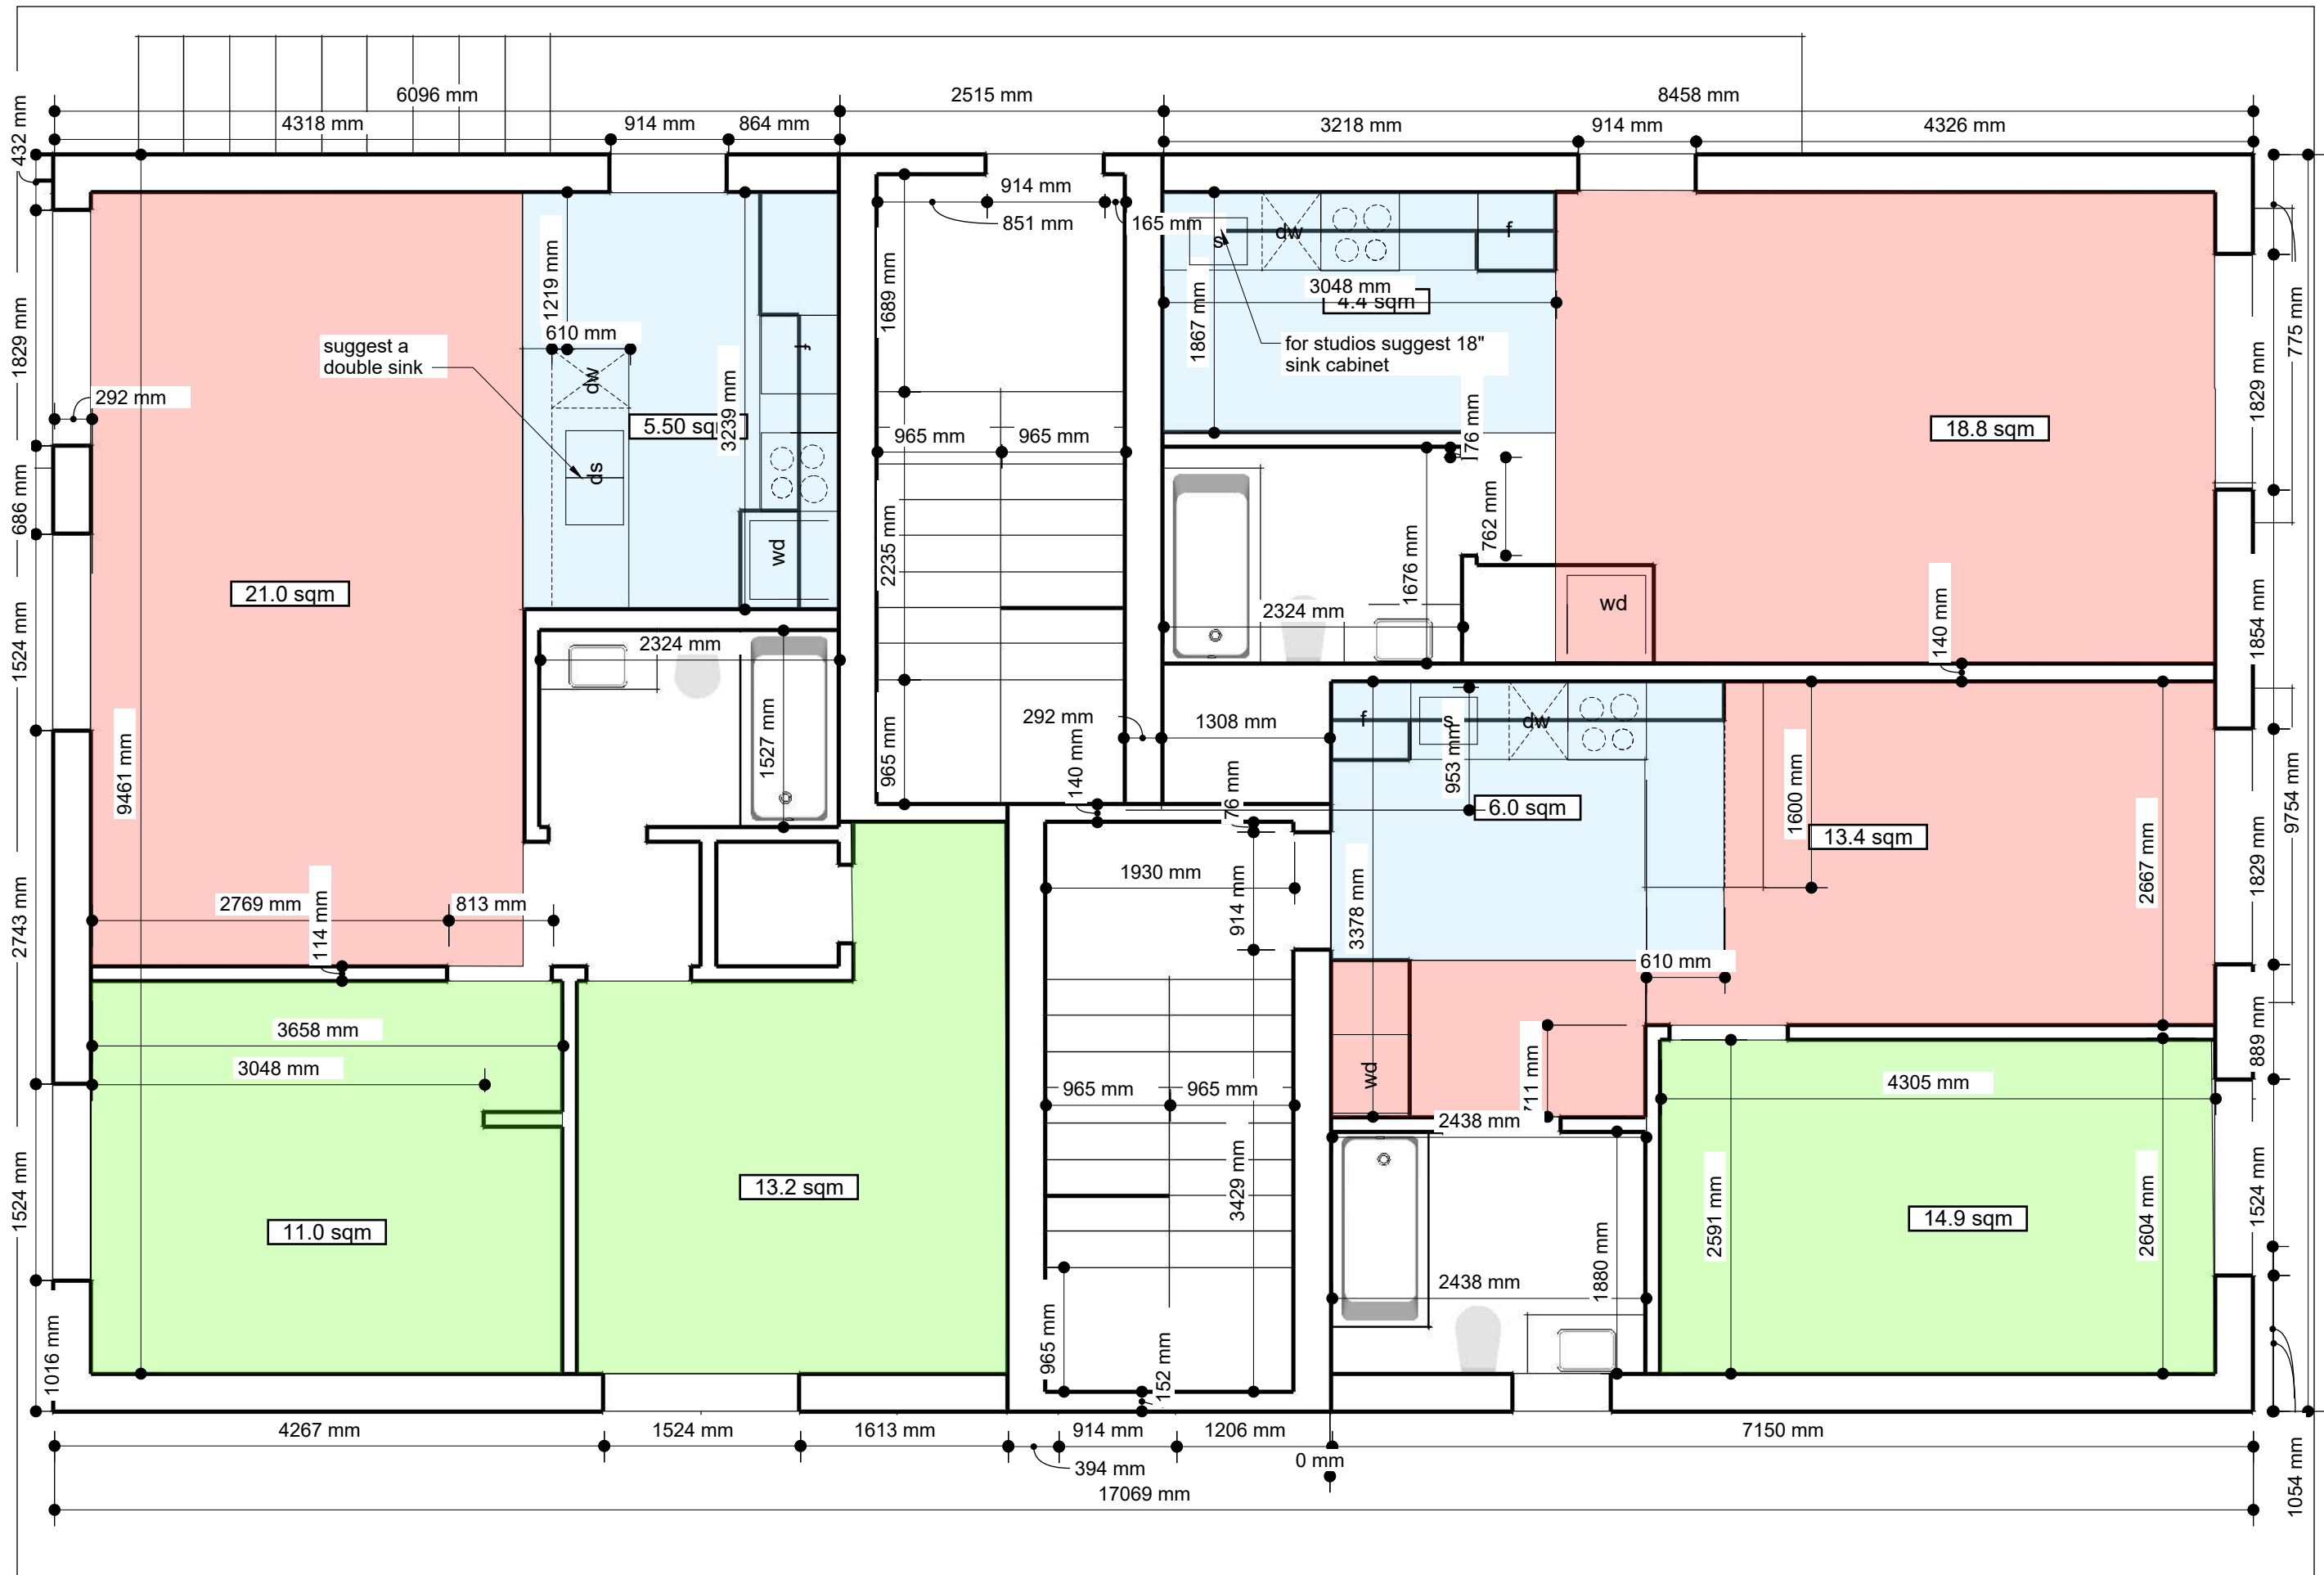 6096 mm
2515 mm
8458 mm
4318 mm
914 mm
864 mm
3218 mm
914 mm
4326 mm
432 mm
914 mm
851 mm
165 mm
s
dw
f
3048 mm
4.4 sqm
1219 mm
610 mm
1689 mm
1867 mm
775 mm
suggest a
double sink
for studios suggest 18"
sink cabinet
f
1829 mm
292 mm
dw
5.50 sq
3239 mm
965 mm
965 mm
176 mm
18.8 sqm
1829 mm
ds
686 mm
762 mm
wd
2235 mm
1676 mm
21.0 sqm
2324 mm
wd
140 mm
1854 mm
1524 mm
2324 mm
1527 mm
292 mm
1308 mm
f
s
dw
9461 mm
965 mm
140 mm
76 mm
953 mm
6.0 sqm
1600 mm
13.4 sqm
9754 mm
1930 mm
914 mm
3378 mm
2667 mm
1829 mm
2769 mm
813 mm
114 mm
2743 mm
610 mm
3658 mm
3048 mm
889 mm
wd
711 mm
965 mm
965 mm
4305 mm
2438 mm
1524 mm
13.2 sqm
3429 mm
2591 mm
2604 mm
1524 mm
11.0 sqm
14.9 sqm
2438 mm
1880 mm
1016 mm
965 mm
152 mm
4267 mm
1524 mm
1613 mm
914 mm
1206 mm
7150 mm
394 mm
0 mm
17069 mm
1054 mm